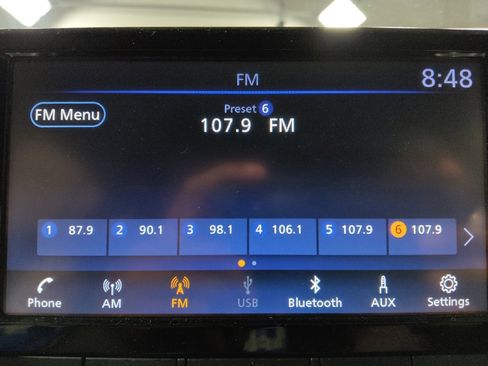 FM 8:48
FM Menu
Preset 6
107.9 FM
1 87.9 2 90.1 3 98.1 4 106.1 5 107.9 6 107.9
Phone AM FM USB Bluetooth AUX Settings